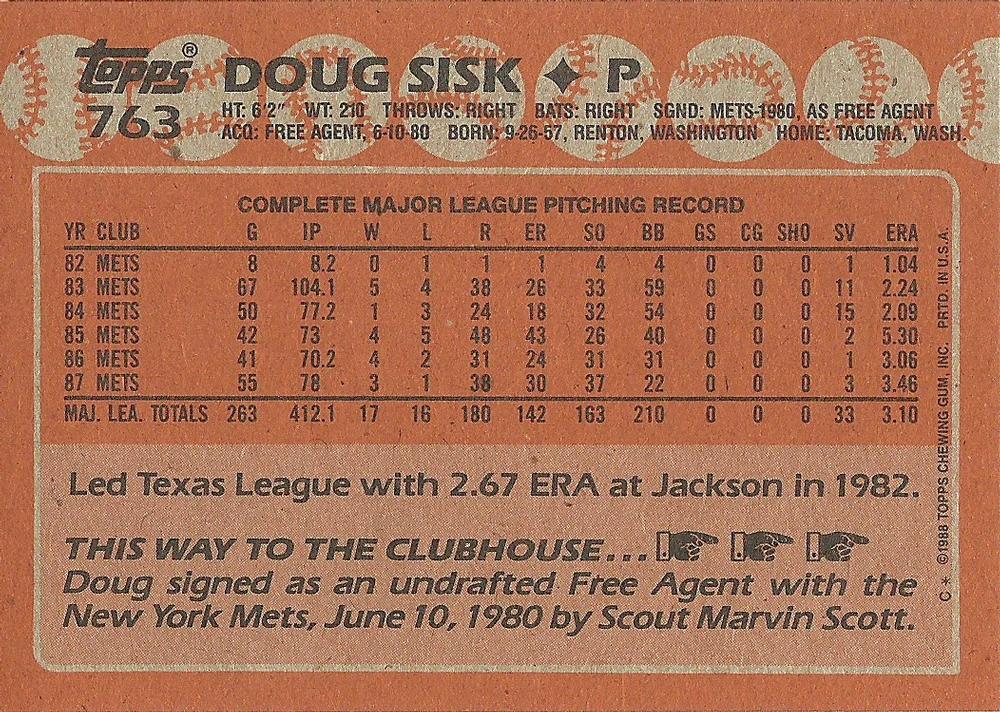 topps®
763
DOUG SISK ✦ P
HT: 6'2" WT: 210 THROWS: RIGHT BATS: RIGHT SGND: METS-1980, AS FREE AGENT
ACQ: FREE AGENT, 6-10-80 BORN: 9-26-57, RENTON, WASHINGTON HOME: TACOMA, WASH.
COMPLETE MAJOR LEAGUE PITCHING RECORD
YR CLUB G IP W L R ER SO BB GS CG SHO SV ERA
82 METS 8 8.2 0 1 1 1 4 4 0 0 0 1 1.04
83 METS 67 104.1 5 4 38 26 33 59 0 0 0 11 2.24
84 METS 50 77.2 1 3 24 18 32 54 0 0 0 15 2.09
85 METS 42 73 4 5 48 43 26 40 0 0 0 2 5.30
86 METS 41 70.2 4 2 31 24 31 31 0 0 0 1 3.06
87 METS 55 78 3 1 38 30 37 22 0 0 0 3 3.46
MAJ. LEA. TOTALS 263 412.1 17 16 180 142 163 210 0 0 0 33 3.10
Led Texas League with 2.67 ERA at Jackson in 1982.
THIS WAY TO THE CLUBHOUSE...
Doug signed as an undrafted Free Agent with the
New York Mets, June 10, 1980 by Scout Marvin Scott.
C* ©1988 TOPPS CHEWING GUM, INC. PRTD. IN U.S.A.